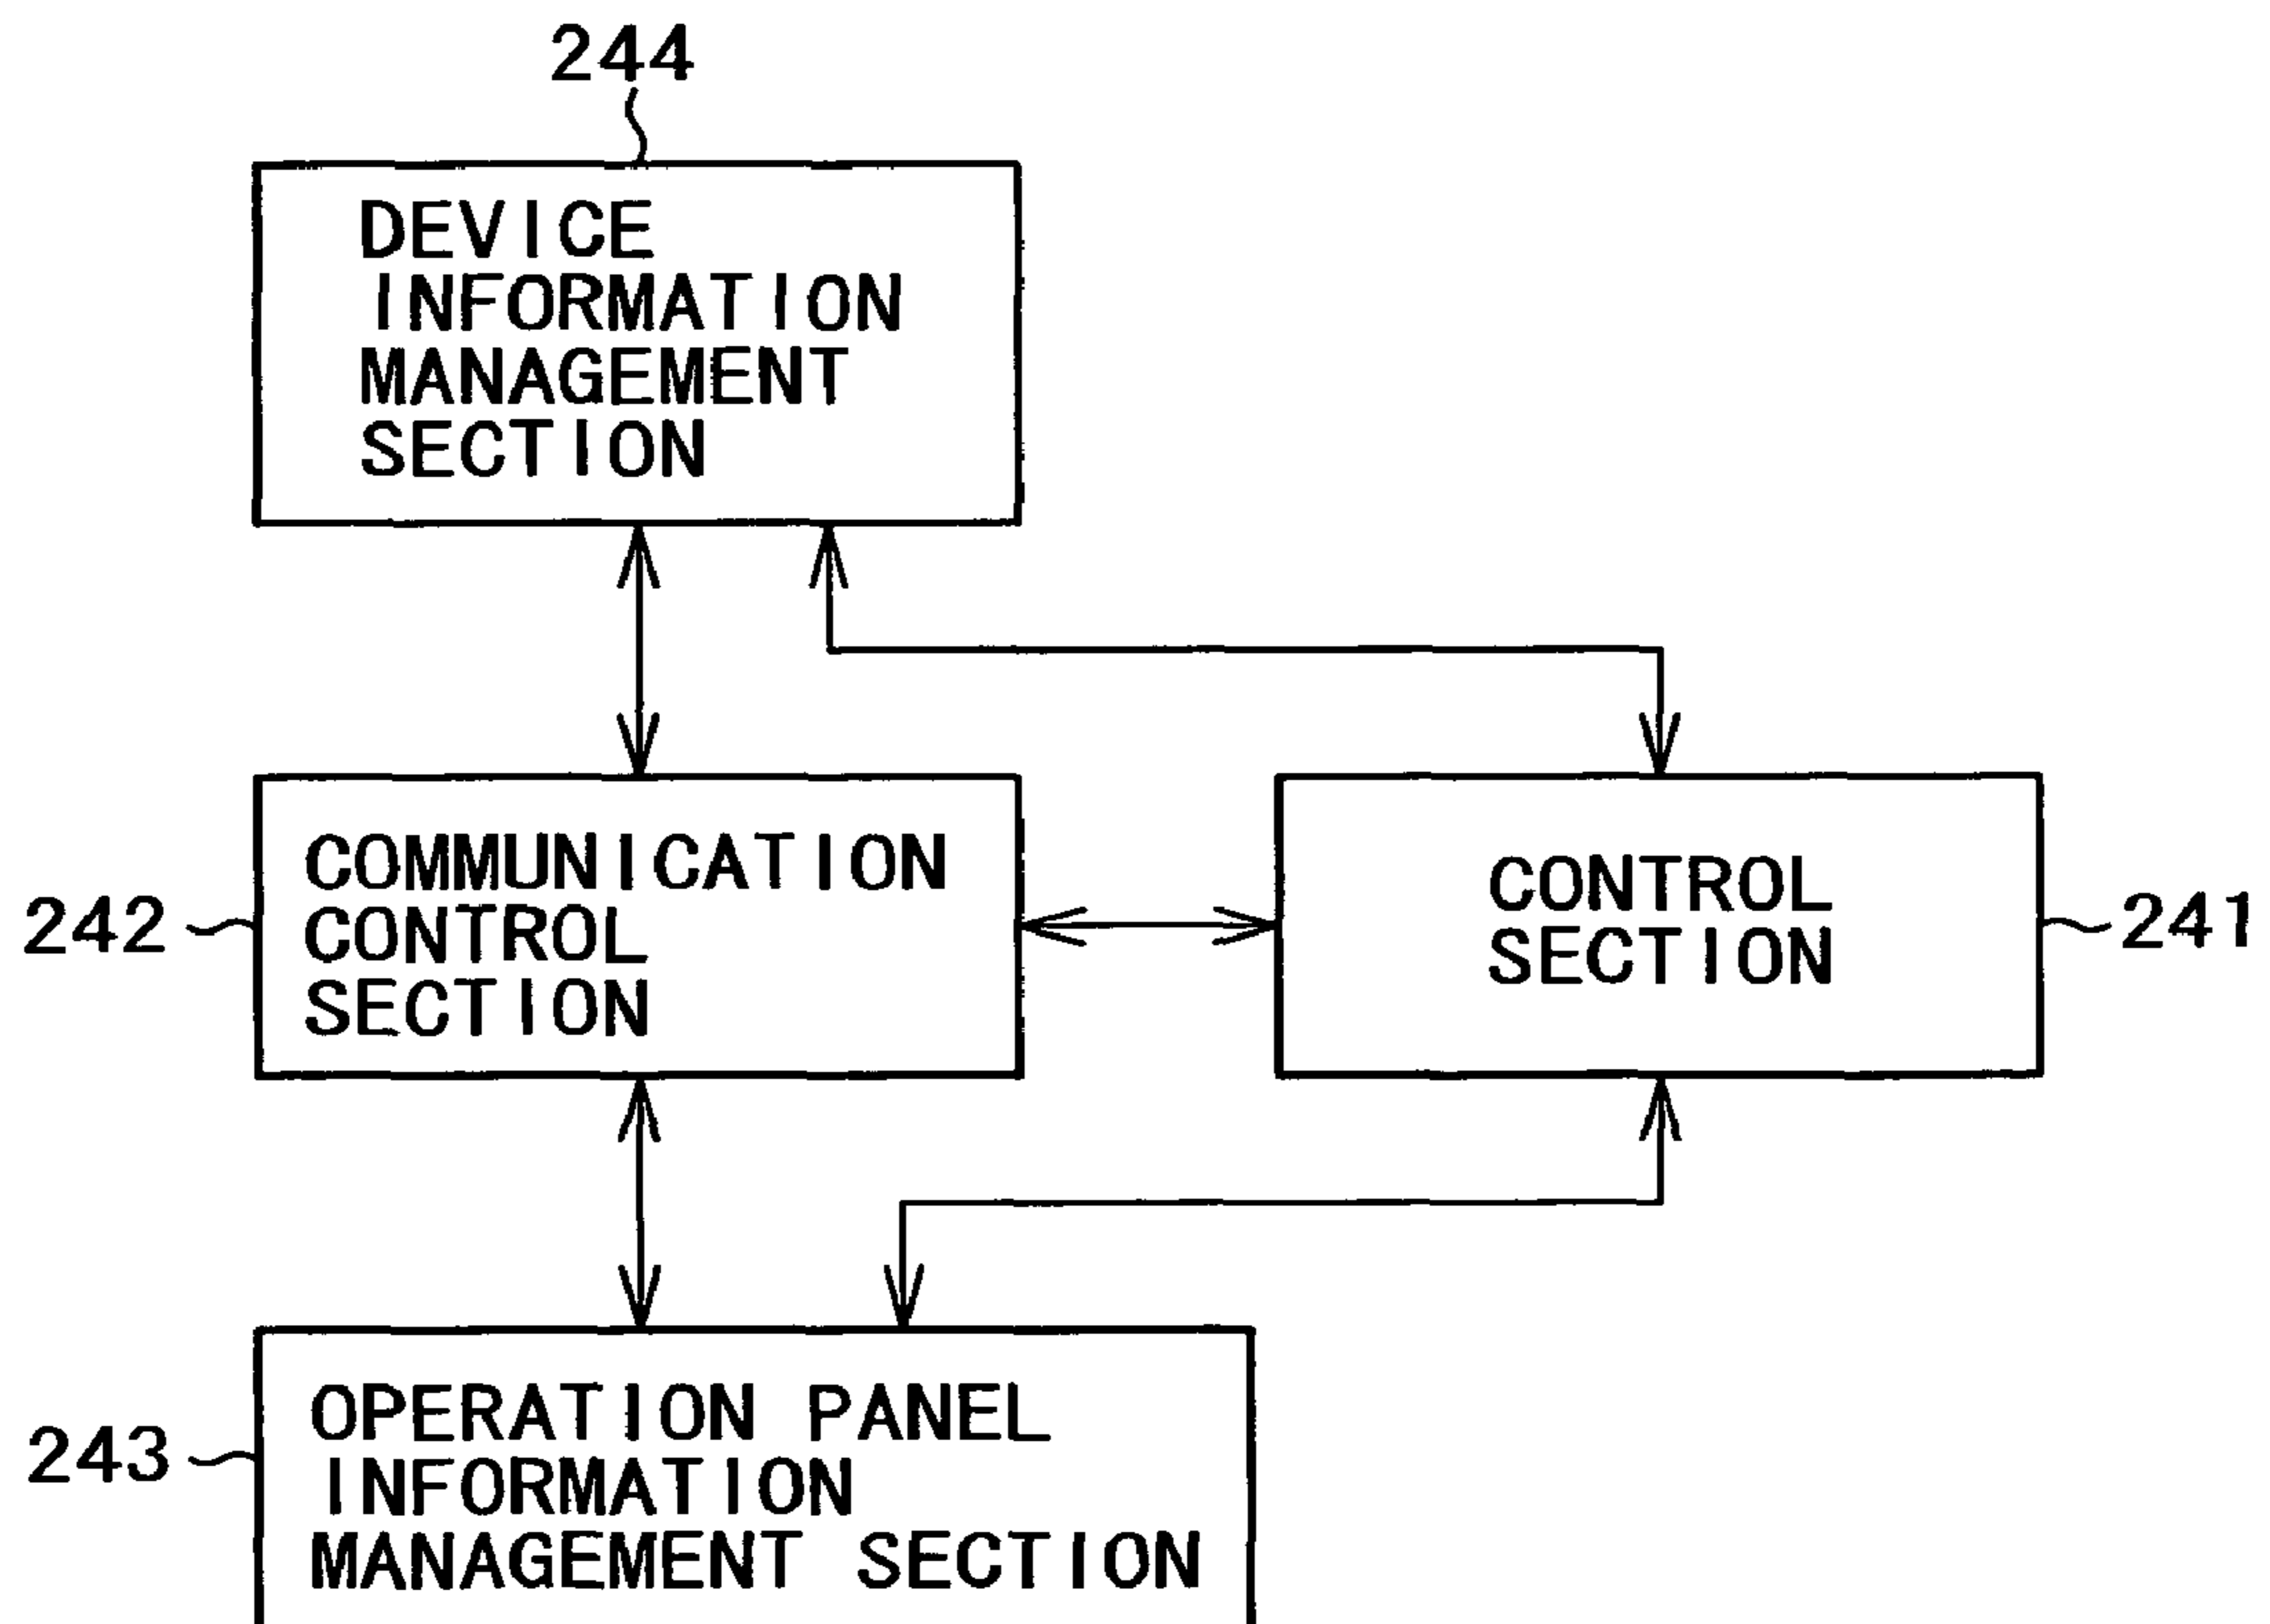 244
DEVICE
INFORMATION
MANAGEMENT
SECTION
COMMUNICATION
CONTROL
SECTION
242
CONTROL
SECTION
241
OPERATION PANEL
INFORMATION
MANAGEMENT SECTION
243